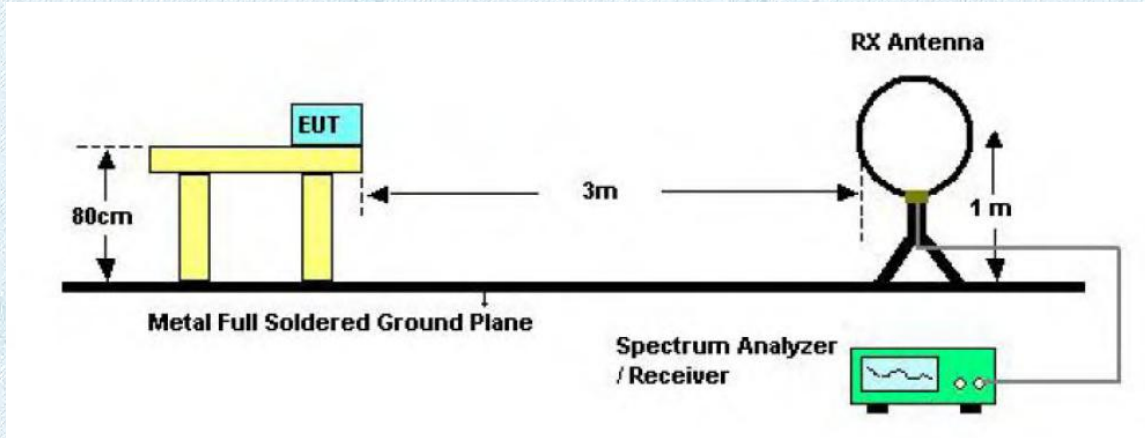 RX Antenna
EUT
3m
80cm
1 m
Metal Full Soldered Ground Plane
Spectrum Analyzer
/ Receiver